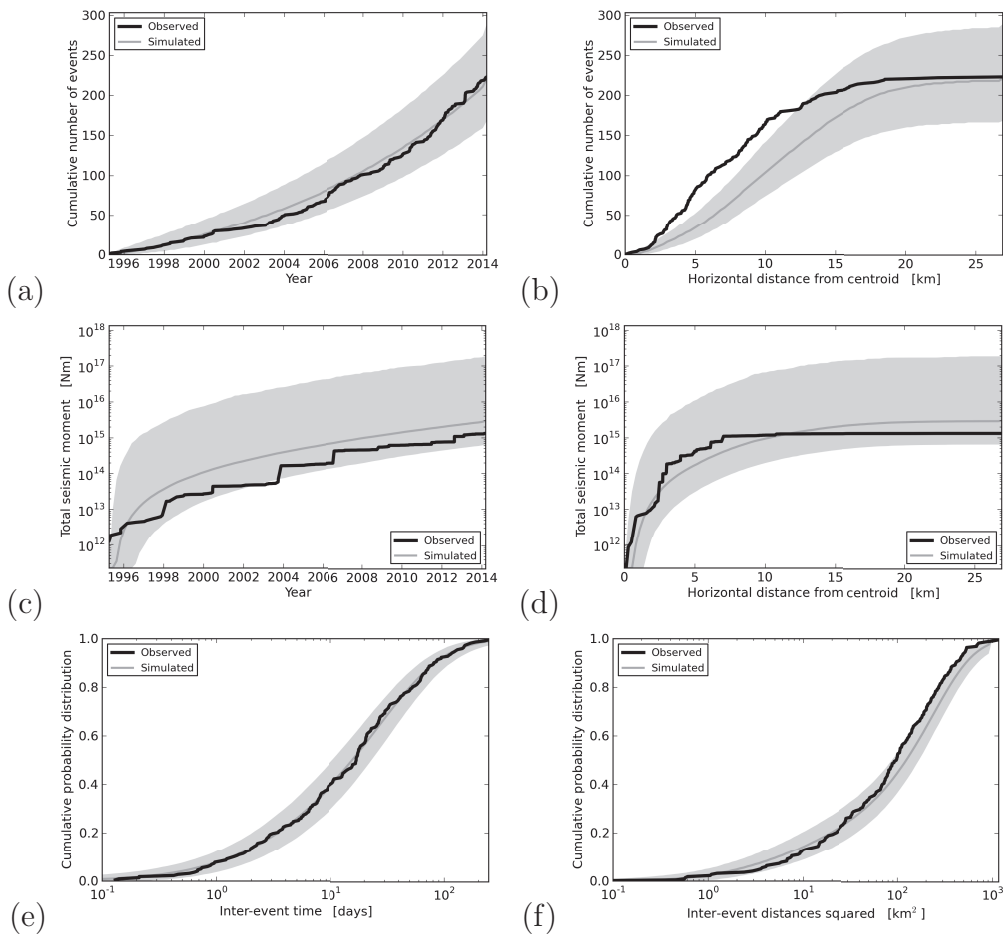 300
250
200
150
100
50
0
Cumulative number of events
Observed
Simulated
1996 1998 2000 2002 2004 2006 2008 2010 2012 2014
Year
(a)
300
250
200
150
100
50
0
Cumulative number of events
Observed
Simulated
0 5 10 15 20 25
Horizontal distance from centroid [km]
(b)
10^18
10^17
10^16
10^15
10^14
10^13
10^12
Total seismic moment [Nm]
Observed
Simulated
1996 1998 2000 2002 2004 2006 2008 2010 2012 2014
Year
(c)
10^18
10^17
10^16
10^15
10^14
10^13
10^12
Total seismic moment [Nm]
Observed
Simulated
0 5 10 15 20 25
Horizontal distance from centroid [km]
(d)
1.0
0.8
0.6
0.4
0.2
0.0
Cumulative probability distribution
Observed
Simulated
10^-1 10^0 10^1 10^2
Inter-event time [days]
(e)
1.0
0.8
0.6
0.4
0.2
0.0
Cumulative probability distribution
Observed
Simulated
10^-1 10^0 10^1 10^2 10^3
Inter-event distances squared [km^2]
(f)